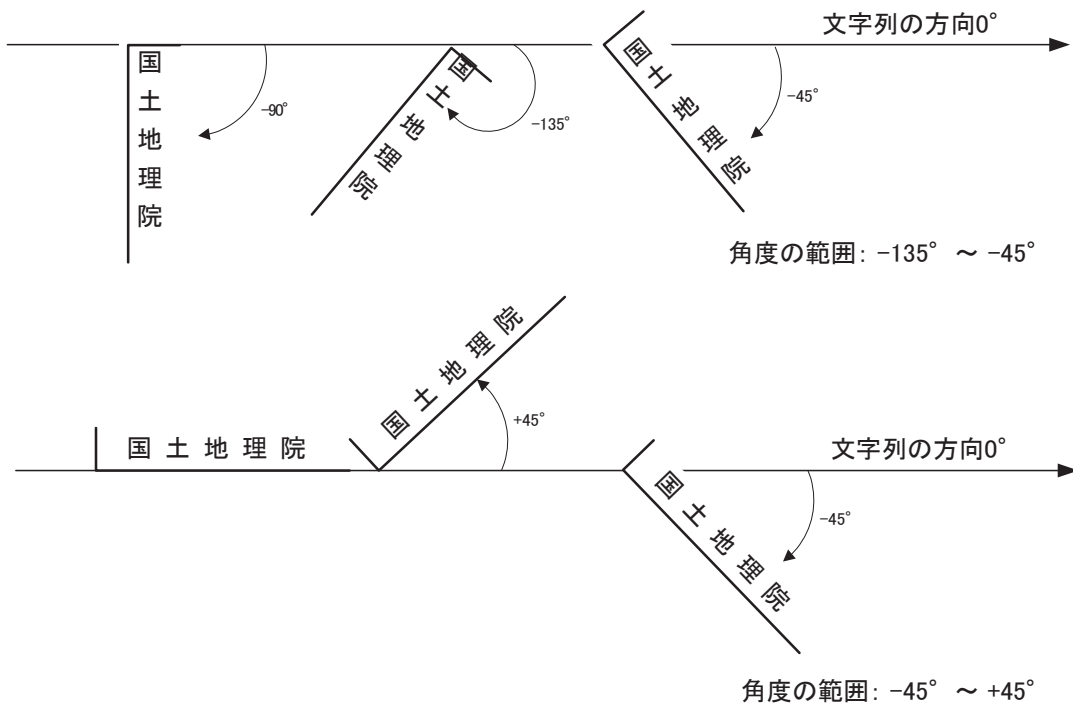 文字列の方向0°
国土地理院
-90°
国土地理院
-135°
国土地理院
-45°
角度の範囲: -135° ～ -45°
国土地理院
国土地理院
+45°
文字列の方向0°
国土地理院
-45°
角度の範囲: -45° ～ +45°